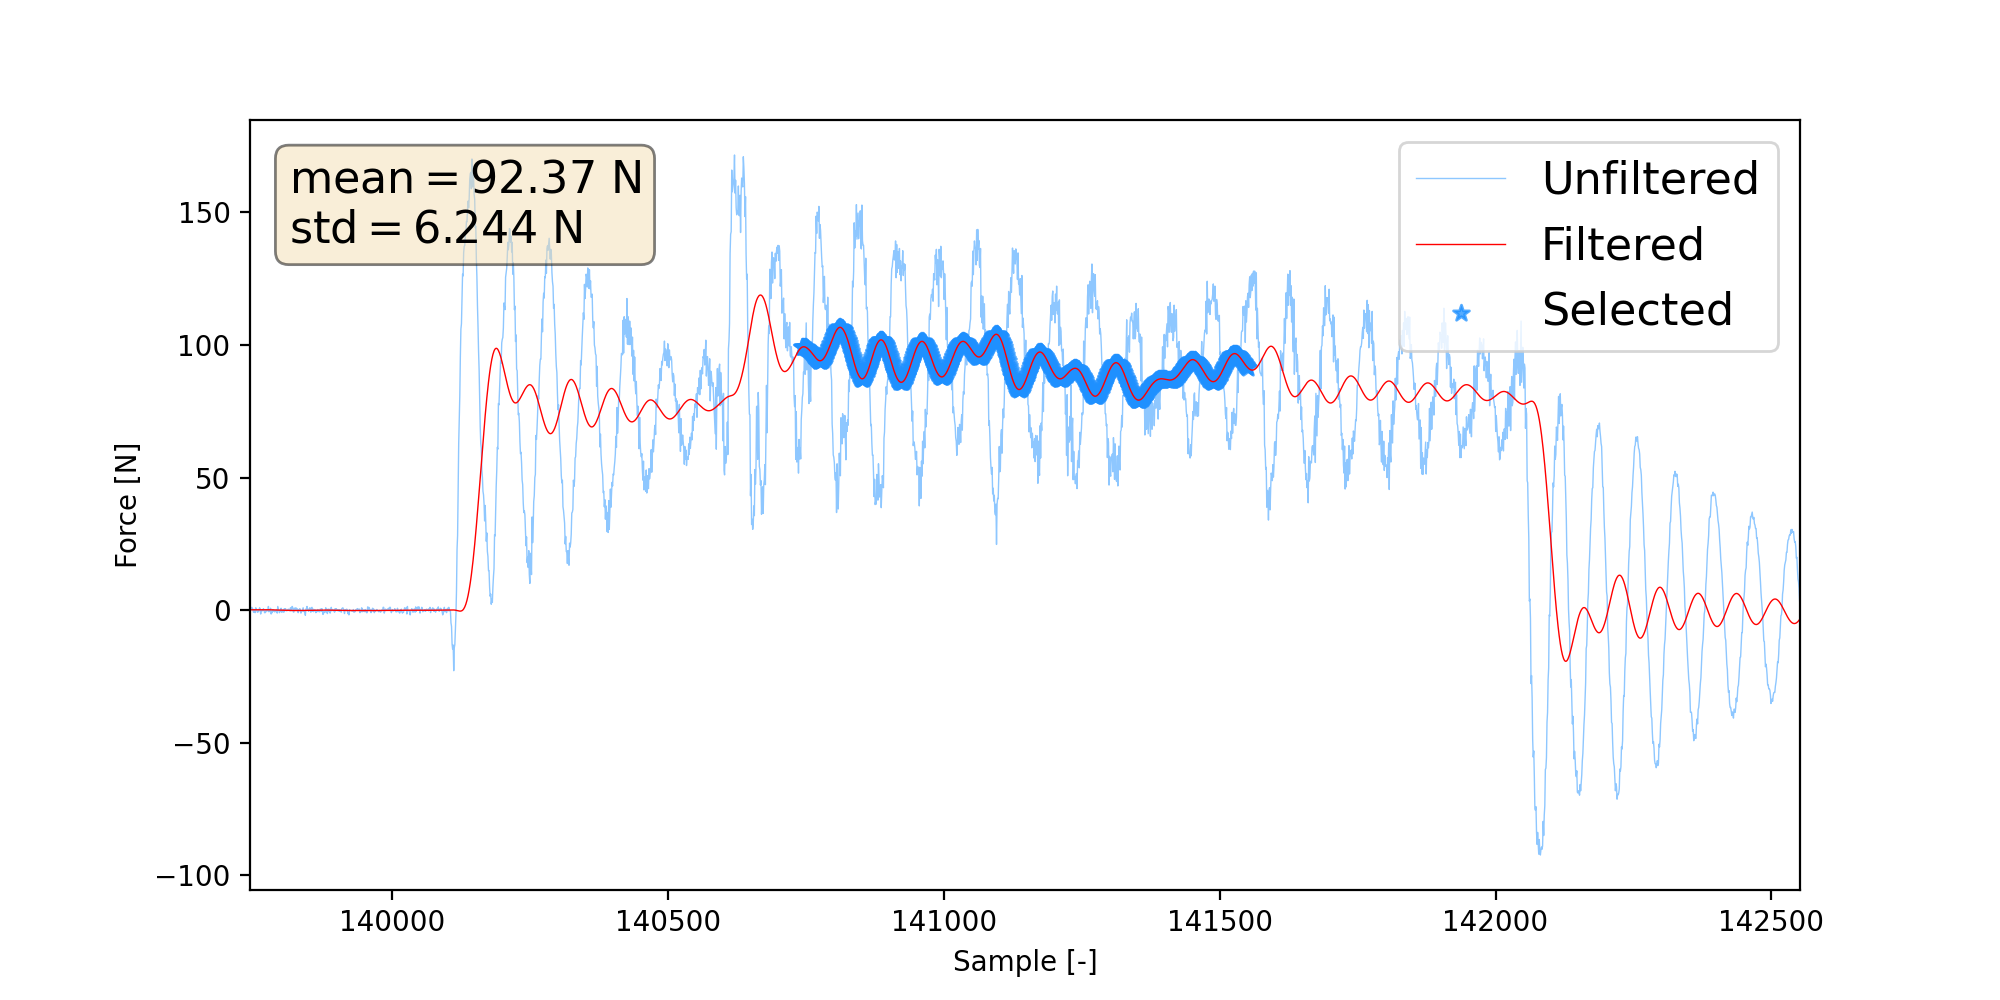 mean = 92.37 N
std = 6.244 N
Unfiltered
Filtered
Selected
150
100
50
0
−50
−100
Force [N]
140000 140500 141000 141500 142000 142500
Sample [-]